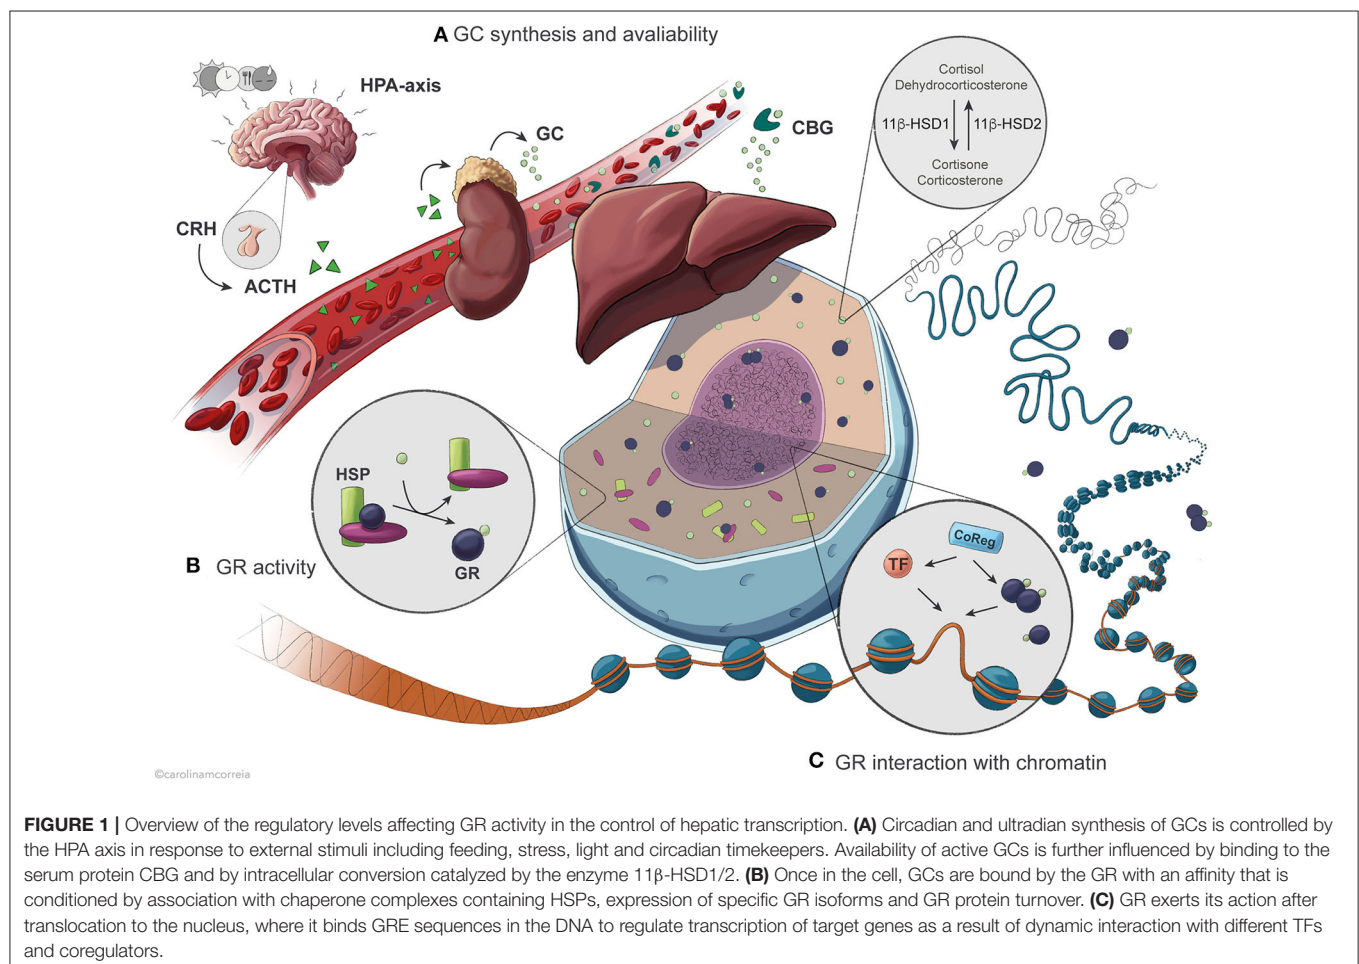 A GC synthesis and avaliability
HPA-axis
GC
CBG
CRH
ACTH
Cortisol
Dehydrocorticosterone
11β-HSD1 11β-HSD2
Cortisone
Corticosterone
HSP
GR
B GR activity
CoReg
TF
C GR interaction with chromatin
©carolinamcorreia
FIGURE 1 | Overview of the regulatory levels affecting GR activity in the control of hepatic transcription. (A) Circadian and ultradian synthesis of GCs is controlled by
the HPA axis in response to external stimuli including feeding, stress, light and circadian timekeepers. Availability of active GCs is further influenced by binding to the
serum protein CBG and by intracellular conversion catalyzed by the enzyme 11β-HSD1/2. (B) Once in the cell, GCs are bound by the GR with an affinity that is
conditioned by association with chaperone complexes containing HSPs, expression of specific GR isoforms and GR protein turnover. (C) GR exerts its action after
translocation to the nucleus, where it binds GRE sequences in the DNA to regulate transcription of target genes as a result of dynamic interaction with different TFs
and coregulators.